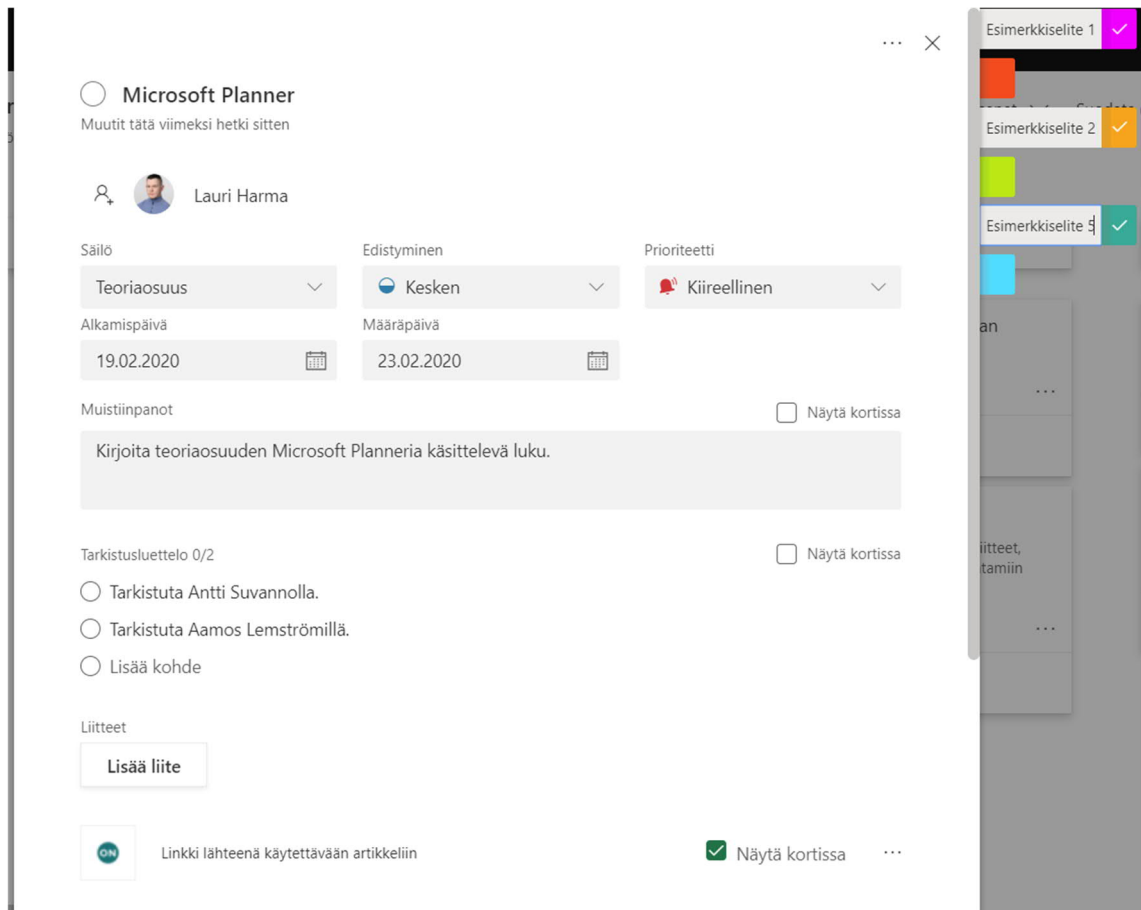 Microsoft Planner
Muutit tätä viimeksi hetki sitten
Lauri Harma
Säilö
Edistyminen
Prioriteetti
Teoriaosuus
Kesken
Kiireellinen
Alkamispäivä
Määräpäivä
19.02.2020
23.02.2020
Muistiinpanot
Näytä kortissa
Kirjoita teoriaosuuden Microsoft Planneria käsittelevä luku.
Tarkistusluettelo 0/2
Näytä kortissa
Tarkistuta Antti Suvannolla.
Tarkistuta Aamos Lemströmillä.
Lisää kohde
Liitteet
Lisää liite
ON
Linkki lähteenä käytettävään artikkeliin
Näytä kortissa
Esimerkkiselite 1
Esimerkkiselite 2
Esimerkkiselite 5
an
iitteet,
tamiin